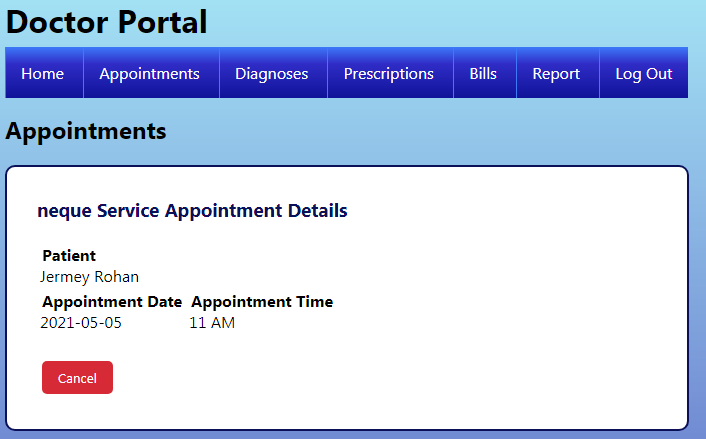 Doctor Portal
Home Appointments Diagnoses Prescriptions Bills Report Log Out
Appointments
neque Service Appointment Details
Patient
Jermey Rohan
Appointment Date Appointment Time
2021-05-05 11 AM
Cancel